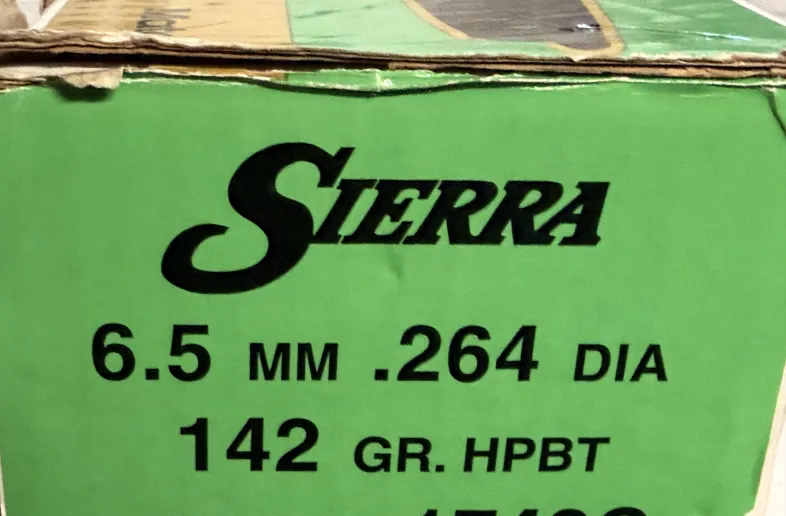 SIERRA
6.5 MM .264 DIA
142 GR. HPBT